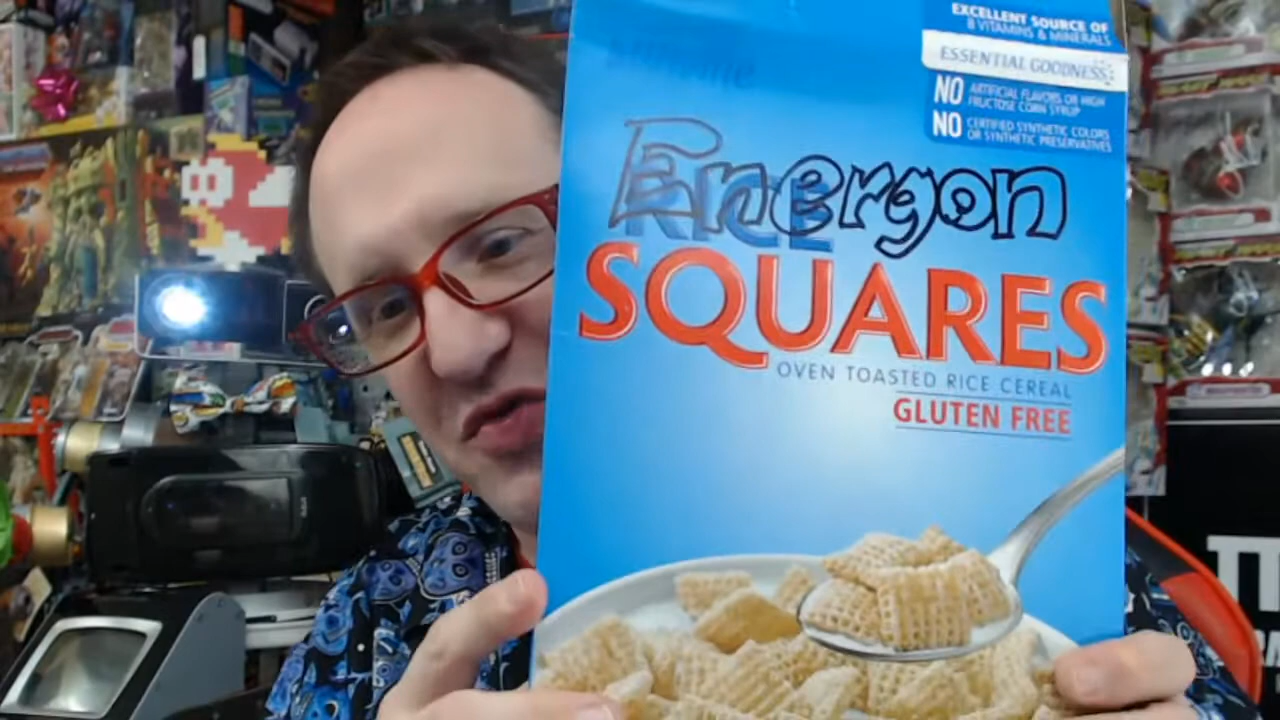 EXCELLENT SOURCE OF
8 VITAMINS & MINERALS
ESSENTIAL GOODNESS
NO ARTIFICIAL FLAVORS OR HIGH
FRUCTOSE CORN SYRUP
NO CERTIFIED SYNTHETIC COLORS
OR SYNTHETIC PRESERVATIVES
Energon
RICE
SQUARES
OVEN TOASTED RICE CEREAL
GLUTEN FREE